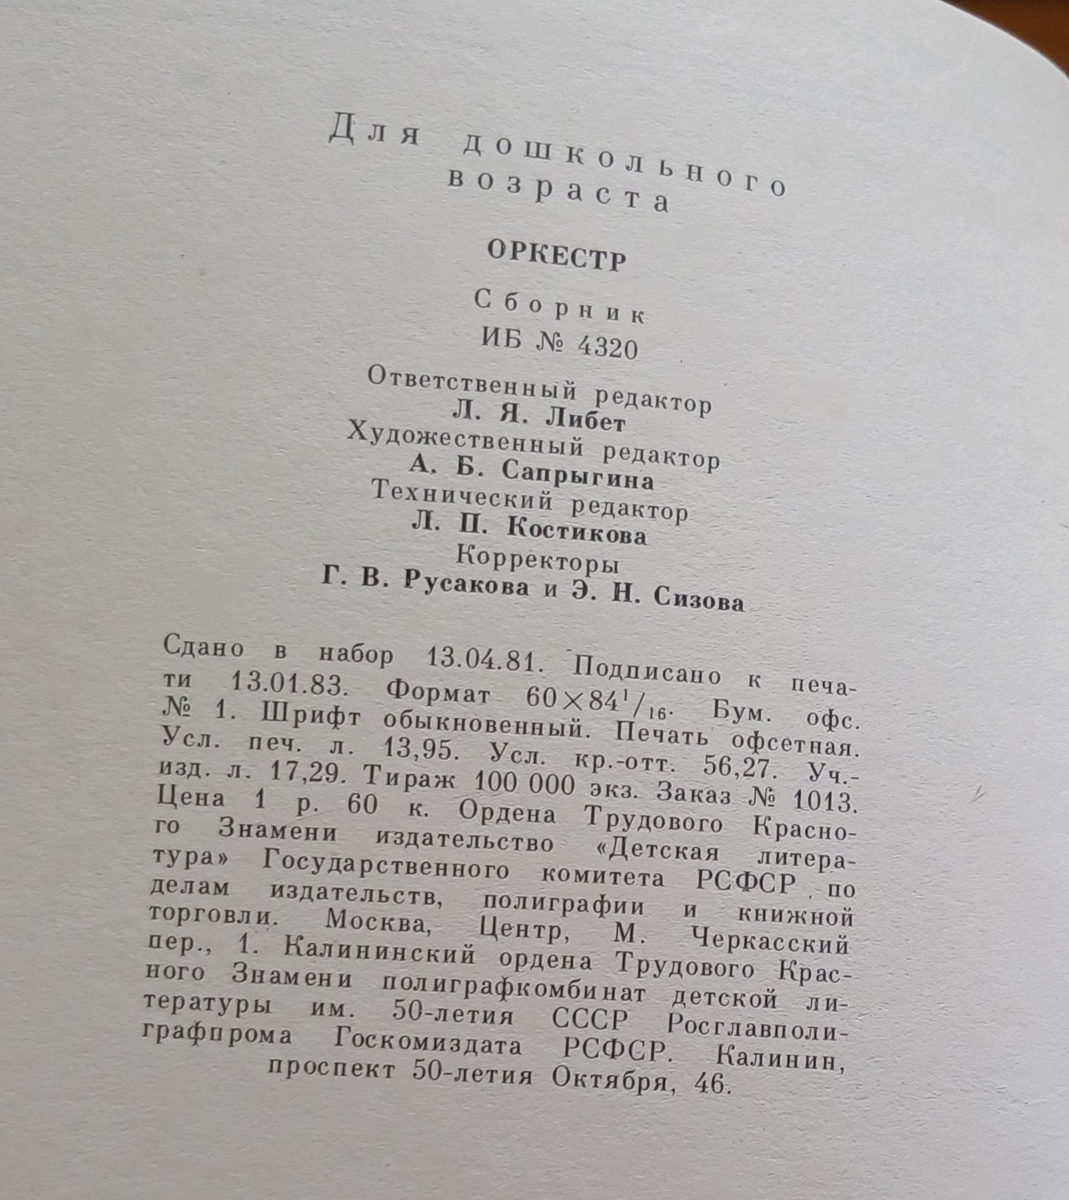 Для дошкольного
возраста
ОРКЕСТР
Сборник
ИБ № 4320
Ответственный редактор
Л. Я. Либет
Художественный редактор
А. Б. Сапрыгина
Технический редактор
Л. П. Костикова
Корректоры
Г. В. Русакова и Э. Н. Сизова
Сдано в набор 13.04.81. Подписано к печа-
ти 13.01.83. Формат 60×84¹/₁₆. Бум. офс.
№ 1. Шрифт обыкновенный. Печать офсетная.
Усл. печ. л. 13,95. Усл. кр.-отт. 56,27. Уч.-
изд. л. 17,29. Тираж 100 000 экз. Заказ № 1013.
Цена 1 р. 60 к. Ордена Трудового Красно-
го Знамени издательство «Детская литера-
тура» Государственного комитета РСФСР по
делам издательств, полиграфии и книжной
торговли. Москва, Центр, М. Черкасский
пер., 1. Калининский ордена Трудового Крас-
ного Знамени полиграфкомбинат детской ли-
тературы им. 50-летия СССР Росглавполи-
графпрома Госкомиздата РСФСР. Калинин,
проспект 50-летия Октября, 46.